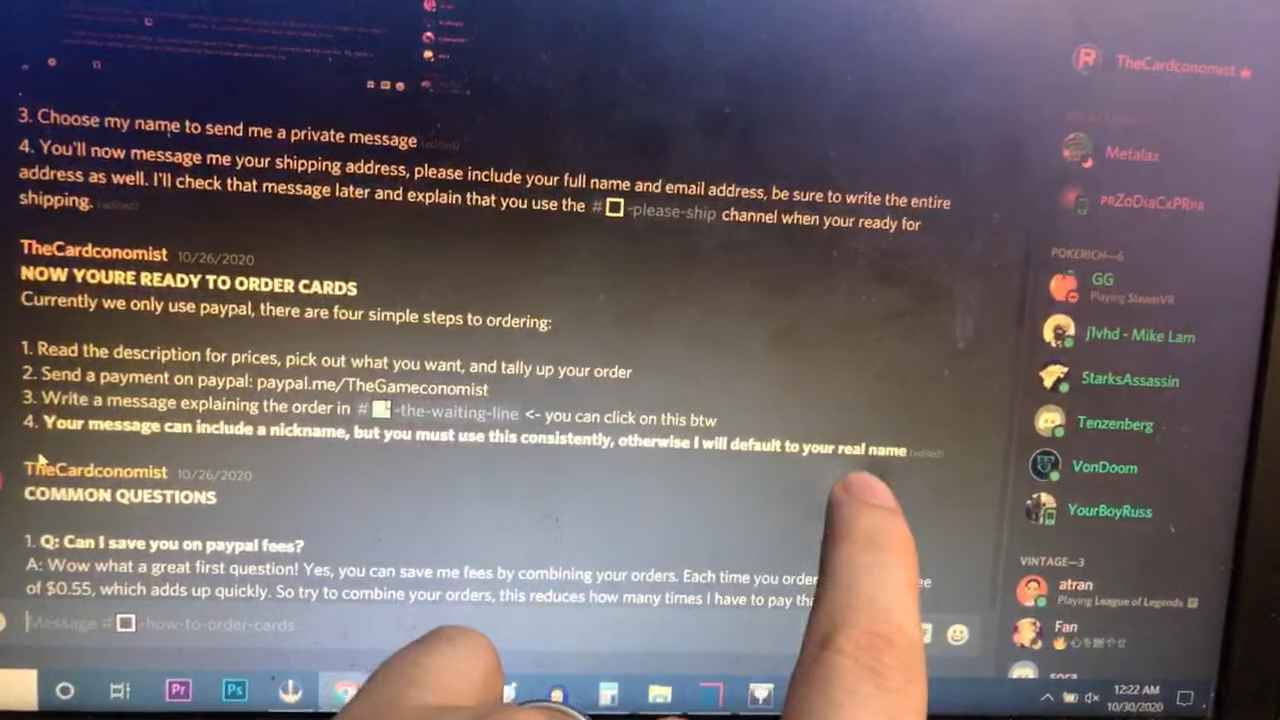 3. Choose my name to send me a private message (edited)
4. You'll now message me your shipping address, please include your full name and email address, be sure to write the entire
address as well. I'll check that message later and explain that you use the # -please-ship channel when your ready for
shipping. (edited)
TheCardconomist 10/26/2020
NOW YOURE READY TO ORDER CARDS
Currently we only use paypal, there are four simple steps to ordering:
1. Read the description for prices, pick out what you want, and tally up your order
2. Send a payment on paypal: paypal.me/TheGameconomist
3. Write a message explaining the order in # -the-waiting-line <- you can click on this btw
4. Your message can include a nickname, but you must use this consistently, otherwise I will default to your real name (edited)
TheCardconomist 10/26/2020
COMMON QUESTIONS
1. Q: Can I save you on paypal fees?
A: Wow what a great first question! Yes, you can save me fees by combining your orders. Each time you order
of $0.55, which adds up quickly. So try to combine your orders, this reduces how many times I have to pay
Message # -how-to-order-cards
TheCardconomist
Metalax
PRZoDiaCxPRPR
POKERICH—6
GG
Playing SteamVR
j1vhd - Mike Lam
StarksAssassin
Tenzenberg
VonDoom
YourBoyRuss
VINTAGE—3
atran
Playing League of Legends
Fan
心を燃やせ
Pr
Ps
12:22 AM
10/30/2020